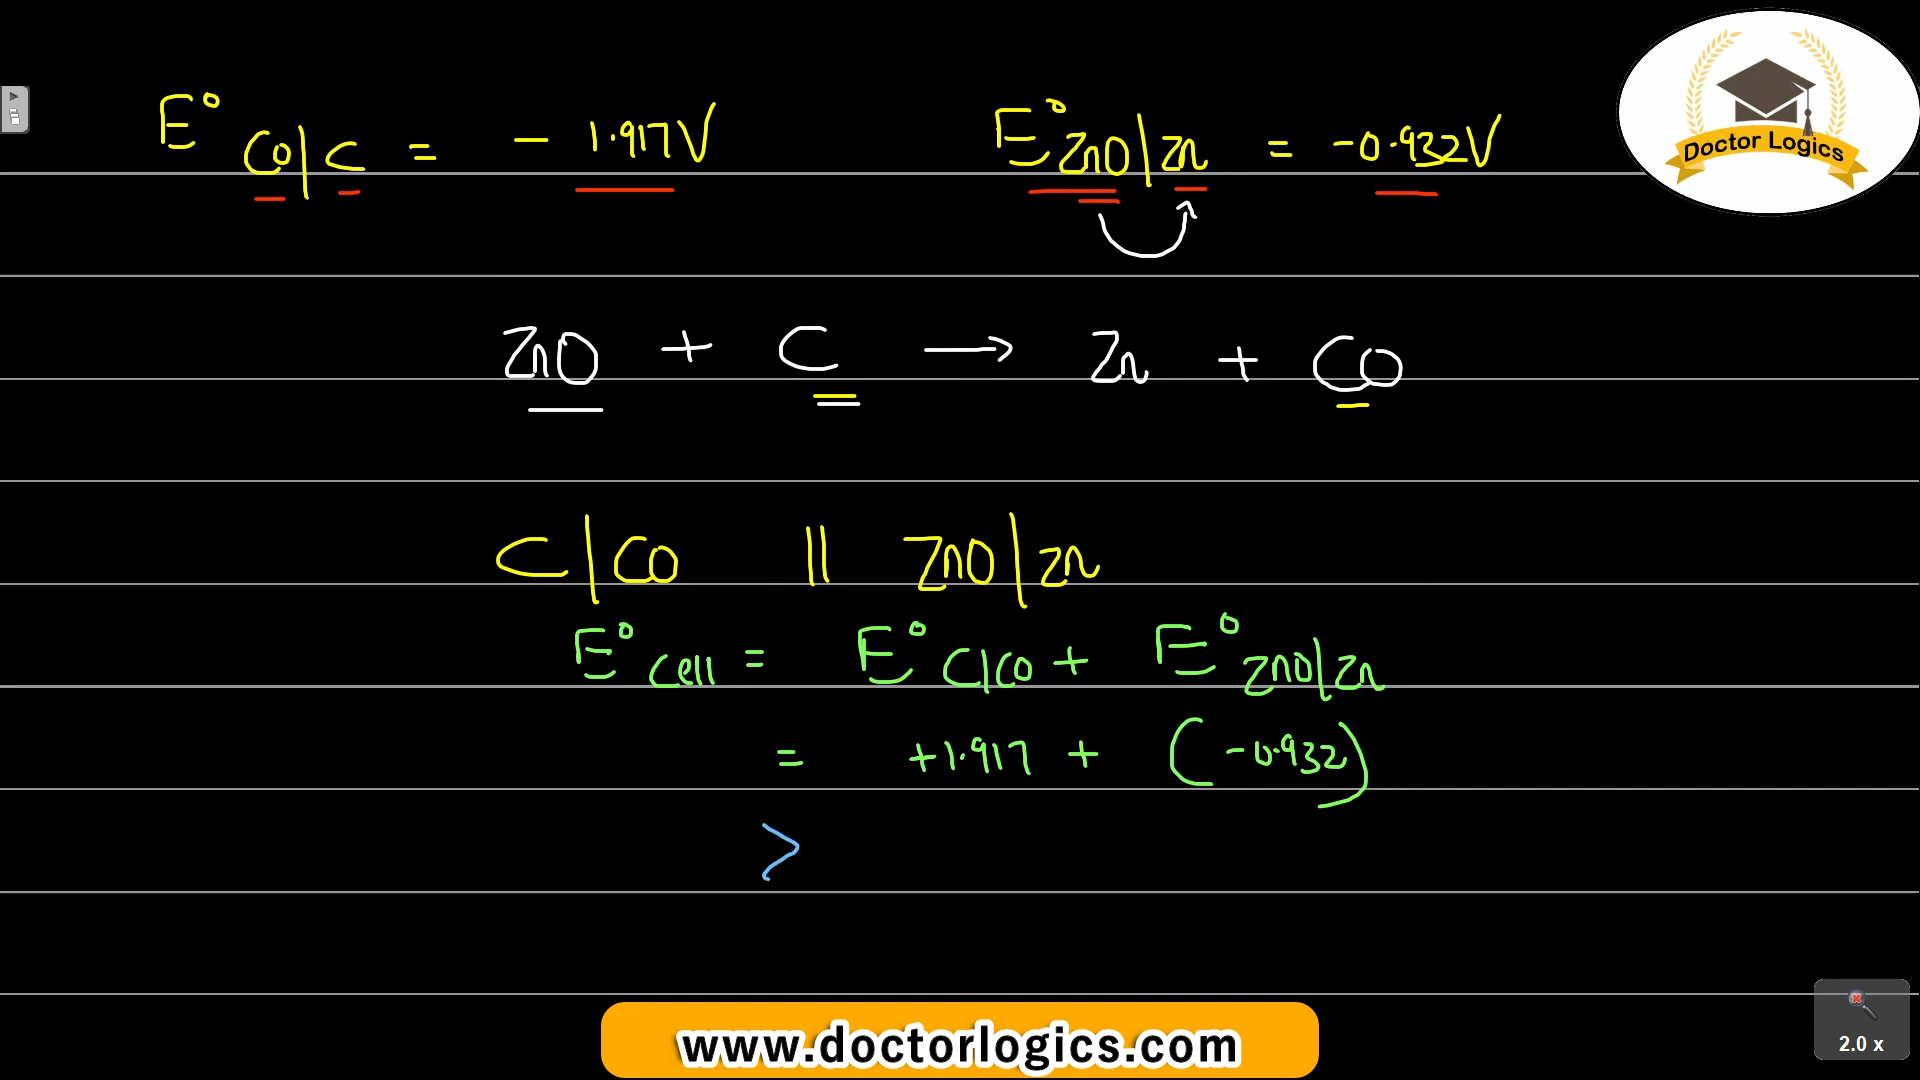 E° CO|C = - 1.917V E° ZnO|Zn = -0.932V
Doctor Logics
ZnO + C → Zn + CO
C|CO || ZnO|Zn
E° Cell = E° C|CO + E° ZnO|Zn
= +1.917 + (-0.932)
>
www.doctorlogics.com
2.0 x